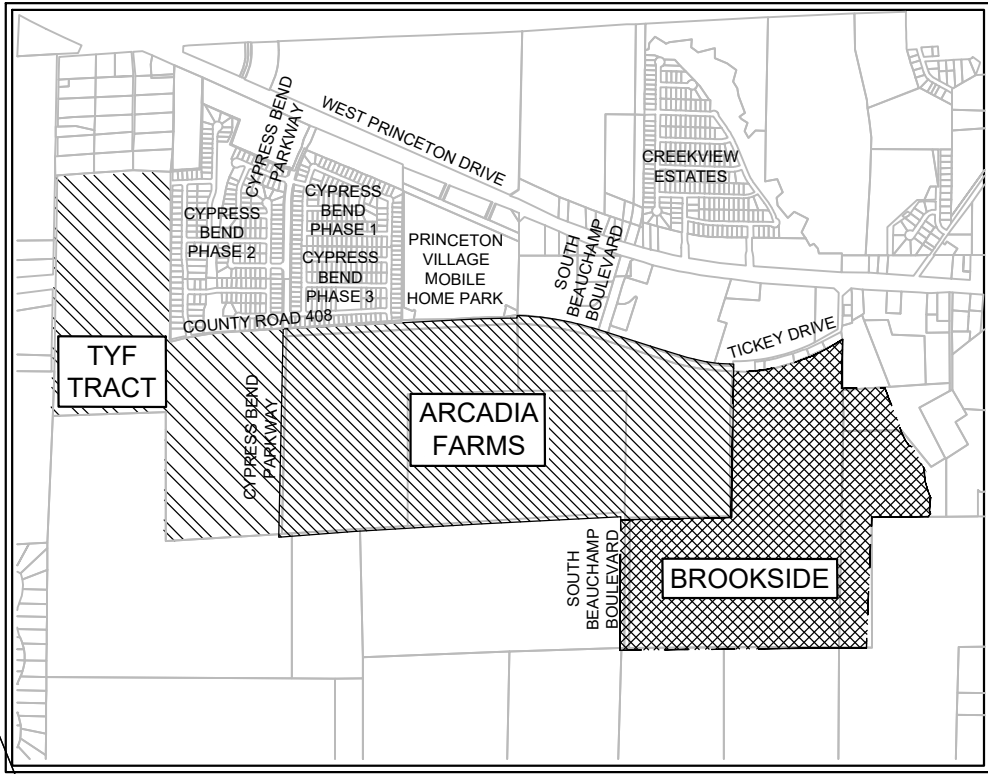 WEST PRINCETON DRIVE
CYPRESS BEND
PARKWAY
CREEKVIEW
ESTATES
CYPRESS
BEND
PHASE 2
CYPRESS
BEND
PHASE 1
CYPRESS
BEND
PHASE 3
PRINCETON
VILLAGE
MOBILE
HOME PARK
SOUTH
BEAUCHAMP
BOULEVARD
COUNTY ROAD 408
TICKEY DRIVE
TYF
TRACT
CYPRESS BEND
PARKWAY
ARCADIA
FARMS
SOUTH
BEAUCHAMP
BOULEVARD
BROOKSIDE